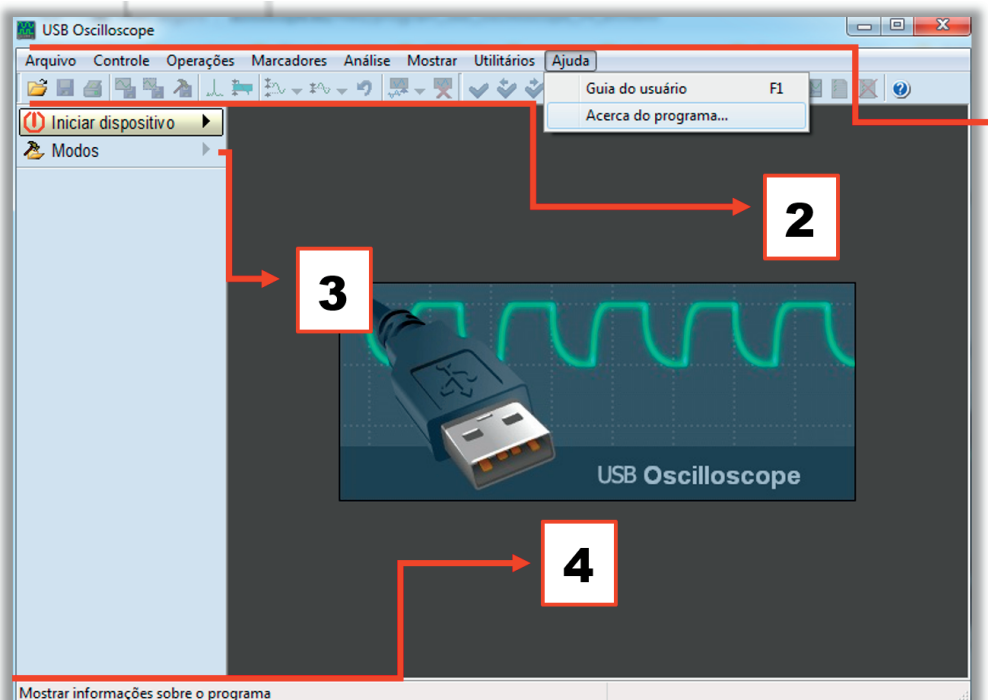 USB Oscilloscope
Arquivo Controle Operações Marcadores Análise Mostrar Utilitários Ajuda
Guia do usuário F1
Acerca do programa...
Iniciar dispositivo
Modos
2
3
USB Oscilloscope
4
Mostrar informações sobre o programa